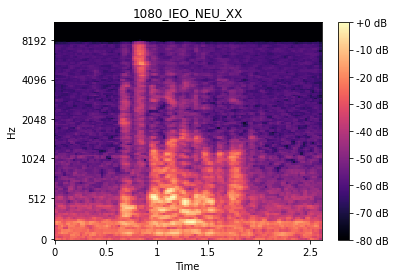 1080_IEO_NEU_XX
8192
4096
2048
1024
512
0
Hz
0
0.5
1
1.5
2
2.5
Time
+0 dB
-10 dB
-20 dB
-30 dB
-40 dB
-50 dB
-60 dB
-70 dB
-80 dB